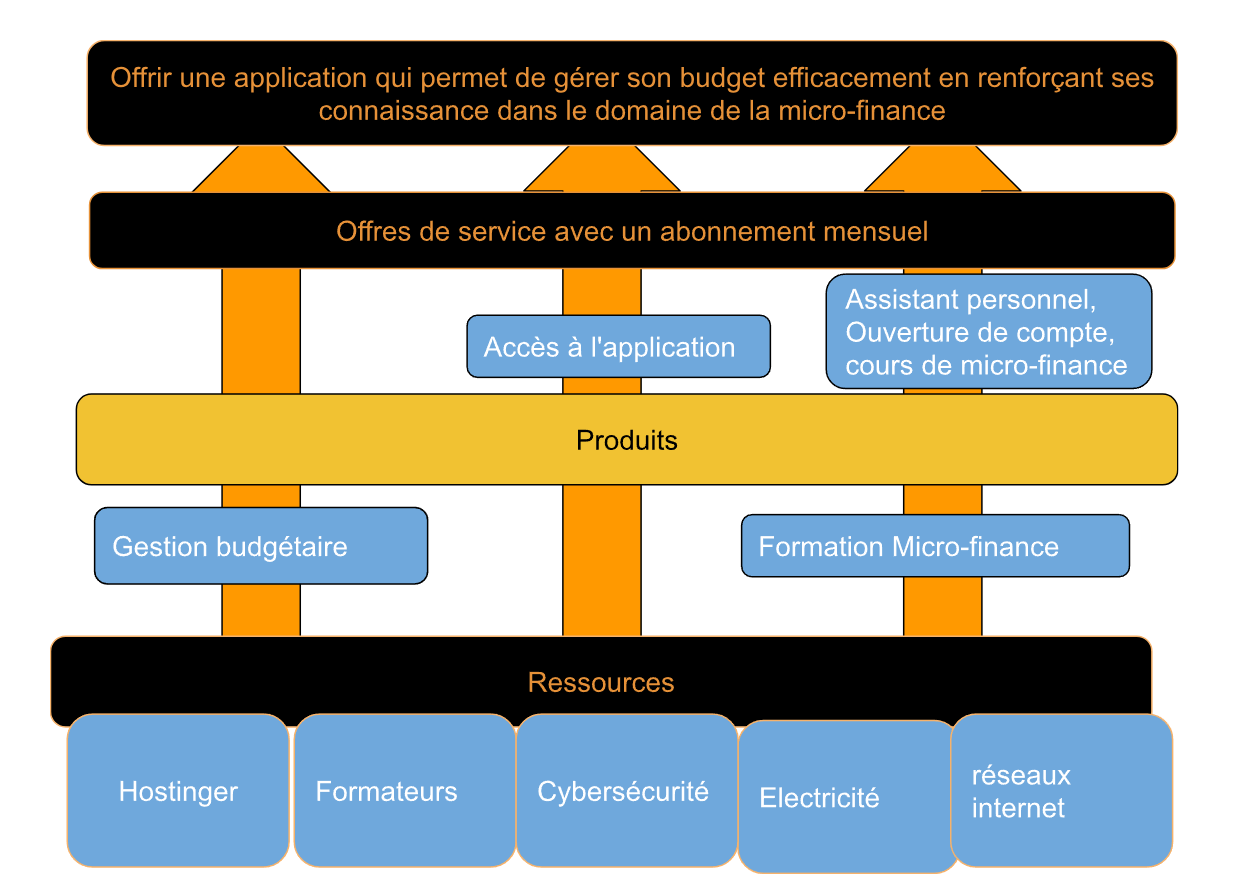 Offrir une application qui permet de gérer son budget efficacement en renforçant ses
connaissance dans le domaine de la micro-finance
Offres de service avec un abonnement mensuel
Accès à l'application
Assistant personnel,
Ouverture de compte,
cours de micro-finance
Produits
Gestion budgétaire
Formation Micro-finance
Ressources
Hostinger
Formateurs
Cybersécurité
Electricité
réseaux
internet